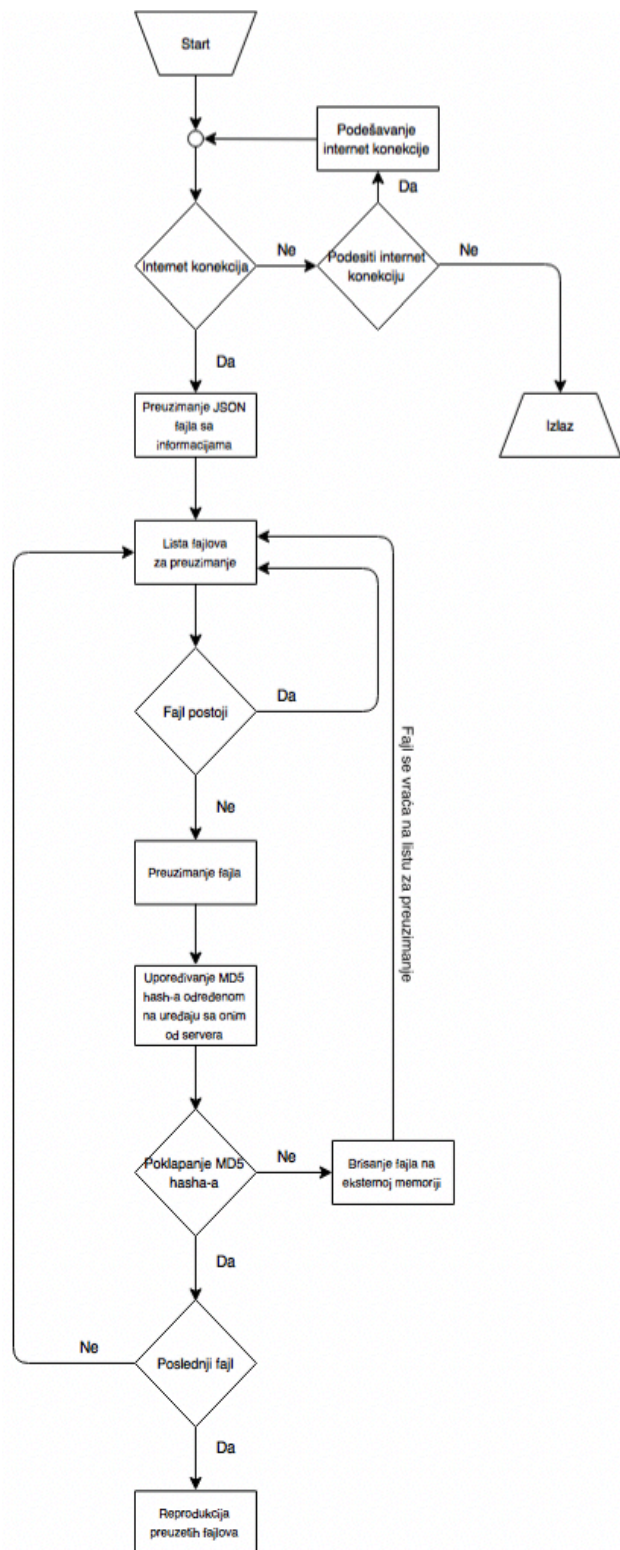 Start
Podešavanje
internet konekcije
Da
Internet konekcija
Ne
Podesiti internet
konekciju
Ne
Da
Preuzimanje JSON
fajla sa
informacijama
Izlaz
Lista fajlova
za preuzimanje
Fajl postoji
Da
Ne
Fajl se vraća na listu za preuzimanje
Preuzimanje fajla
Upoređivanje MD5
hash-a određenom
na uređaju sa onim
od servera
Poklapanje MD5
hasha-a
Ne
Brisanje fajla na
eksternoj memoriji
Da
Ne
Poslednji fajl
Da
Reprodukcija
preuzetih fajlova